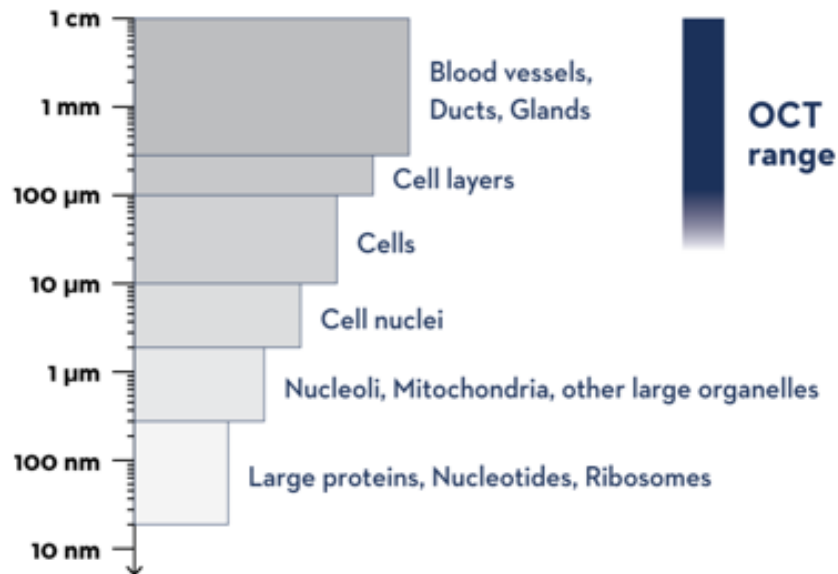 1 cm
1 mm
100 µm
10 µm
1 µm
100 nm
10 nm
Blood vessels,
Ducts, Glands
Cell layers
Cells
Cell nuclei
Nucleoli, Mitochondria, other large organelles
Large proteins, Nucleotides, Ribosomes
OCT
range